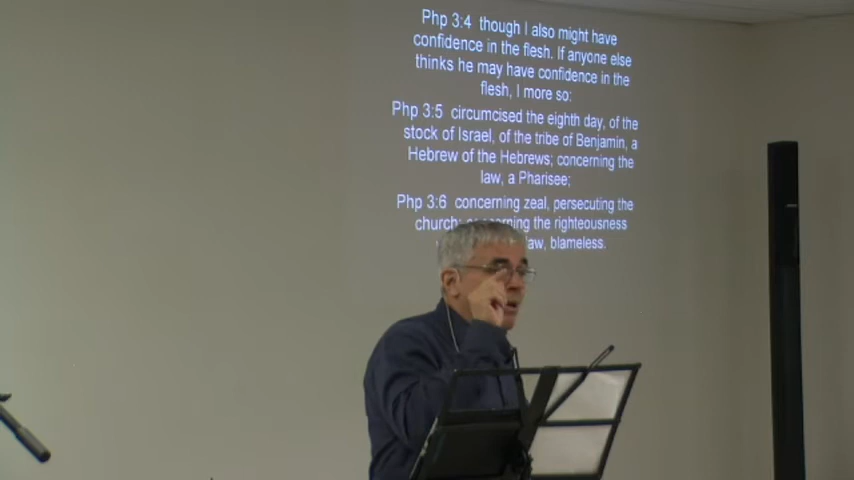 Php 3:4 though I also might have
confidence in the flesh. If anyone else
thinks he may have confidence in the
flesh, I more so:
Php 3:5 circumcised the eighth day, of the
stock of Israel, of the tribe of Benjamin, a
Hebrew of the Hebrews; concerning the
law, a Pharisee;
Php 3:6 concerning zeal, persecuting the
church; concerning the righteousness
law, blameless.